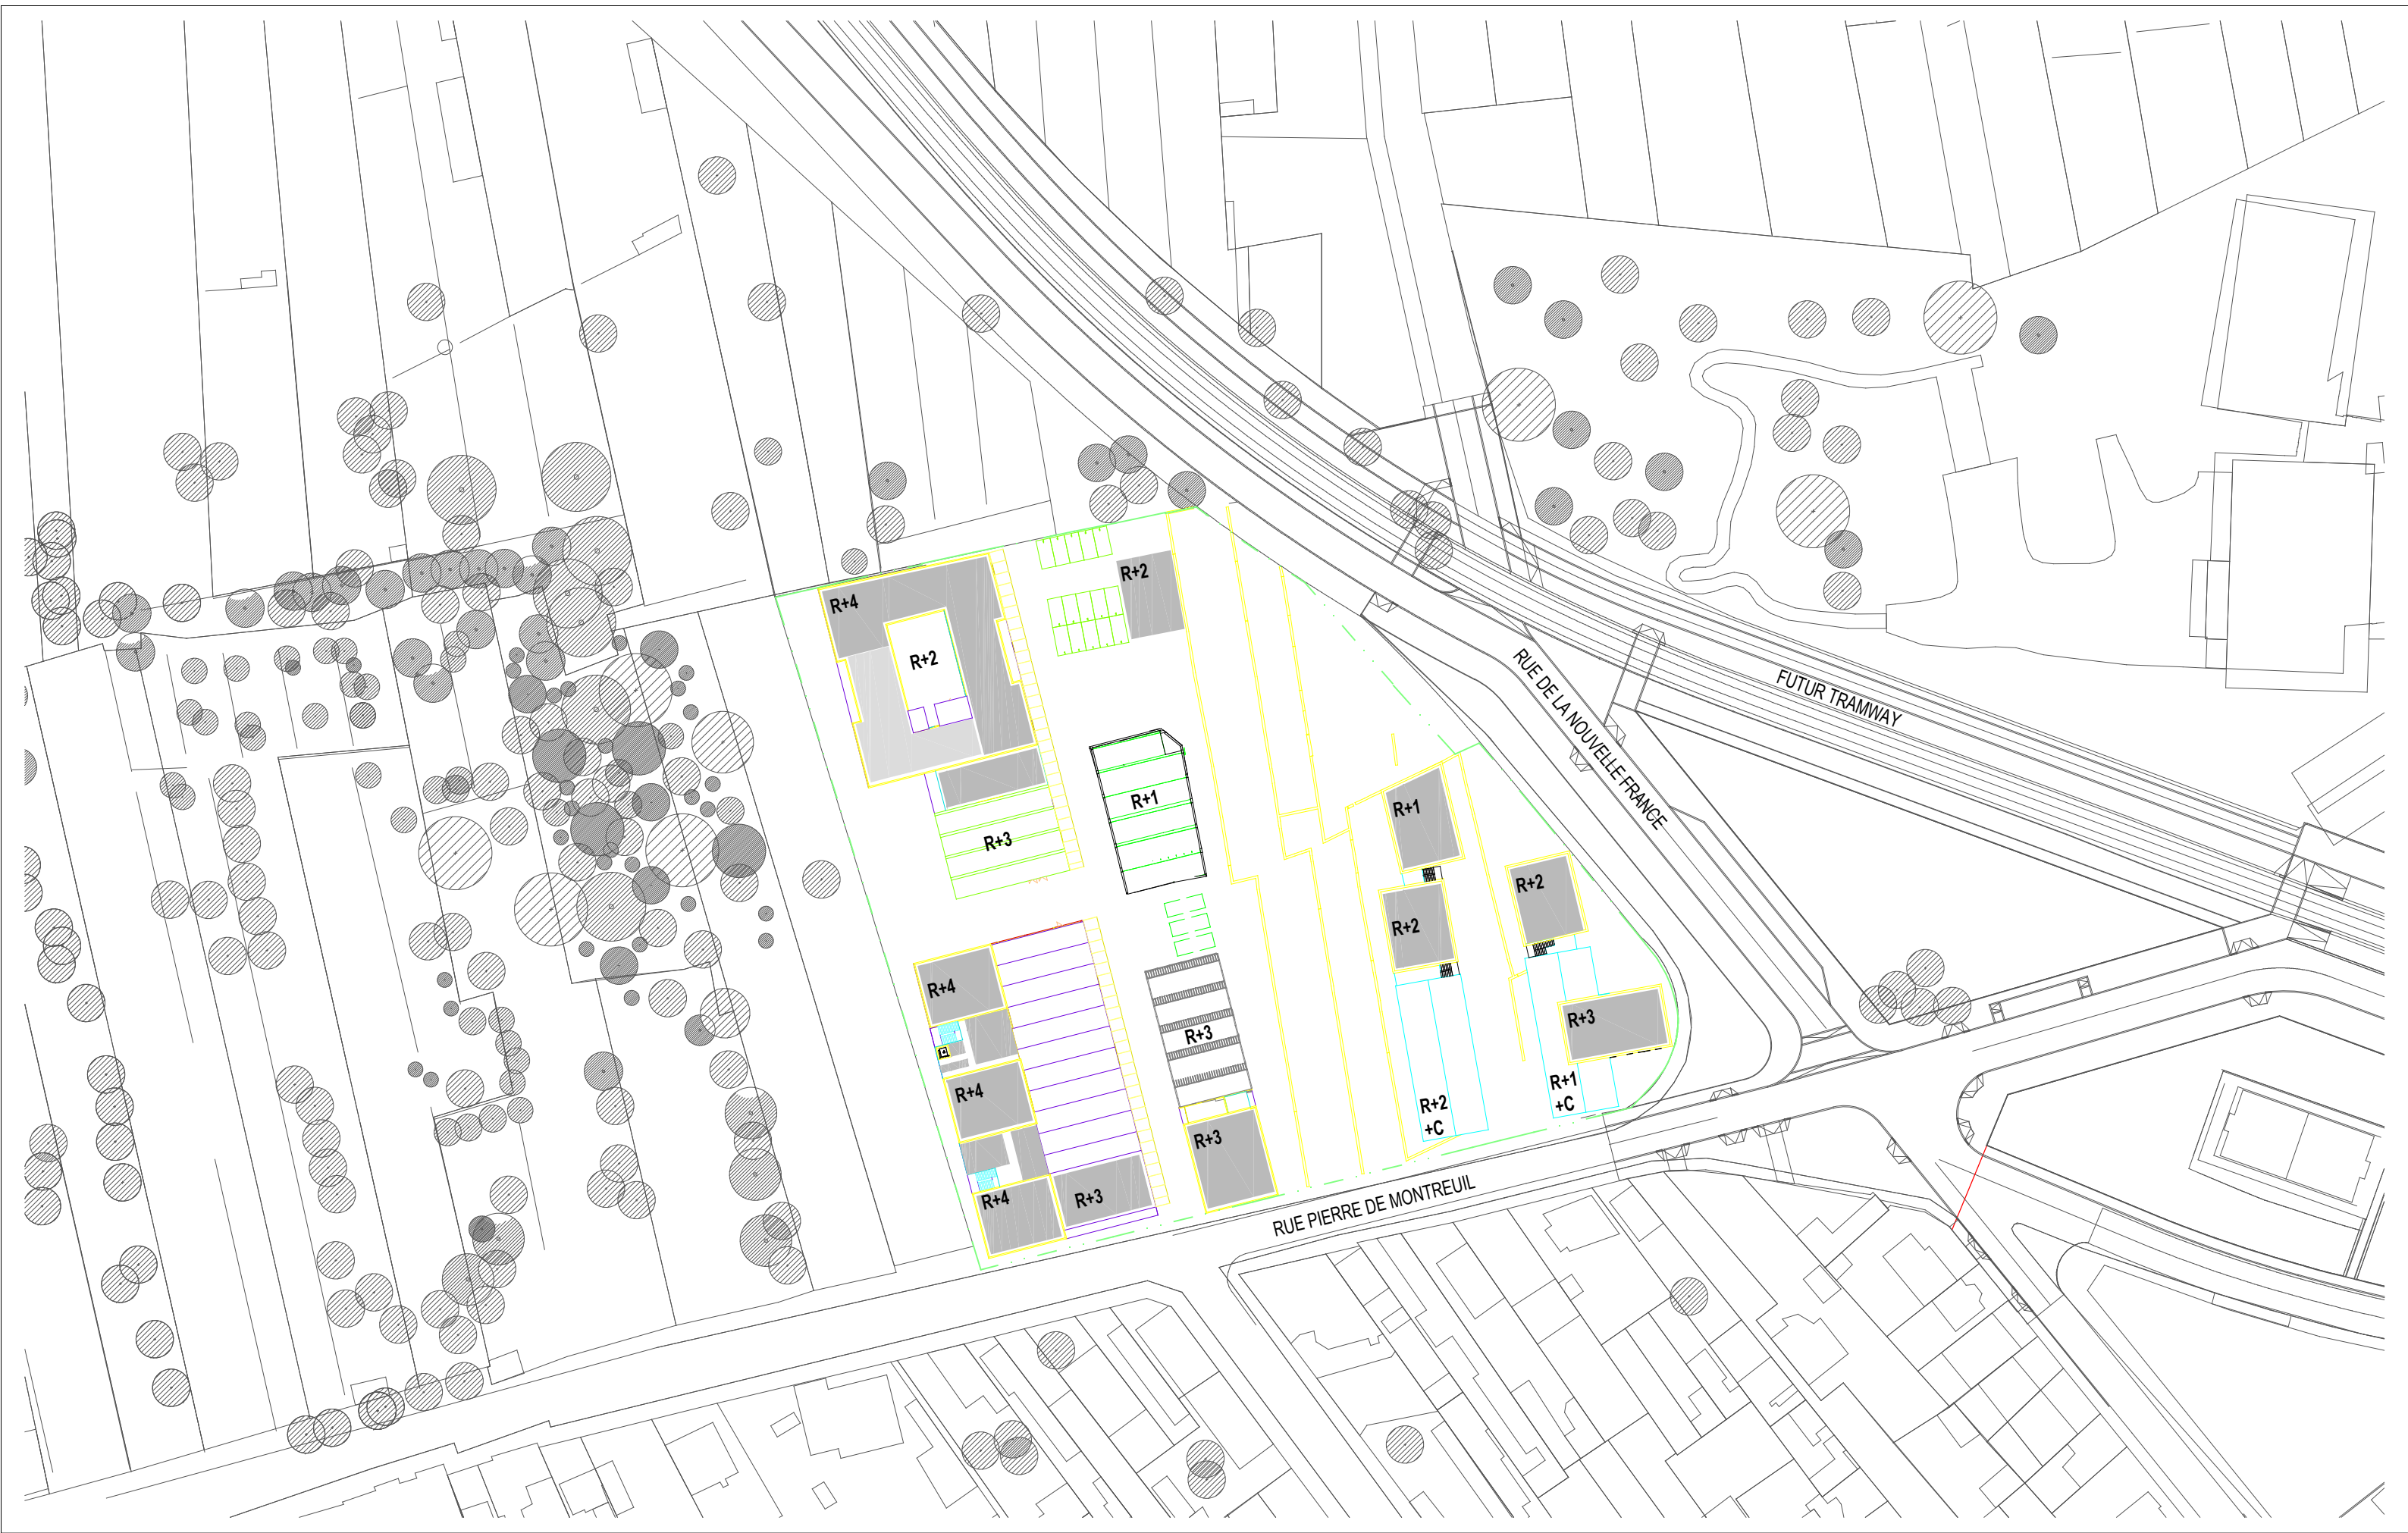 R+2
R+4
R+2
RUE DE LA NOUVELLE FRANCE
FUTUR TRAMWAY
R+1
R+1
R+3
R+2
R+2
R+4
R+3
R+3
R+4
R+1
+C
R+2
+C
R+3
R+4
R+3
RUE PIERRE DE MONTREUIL